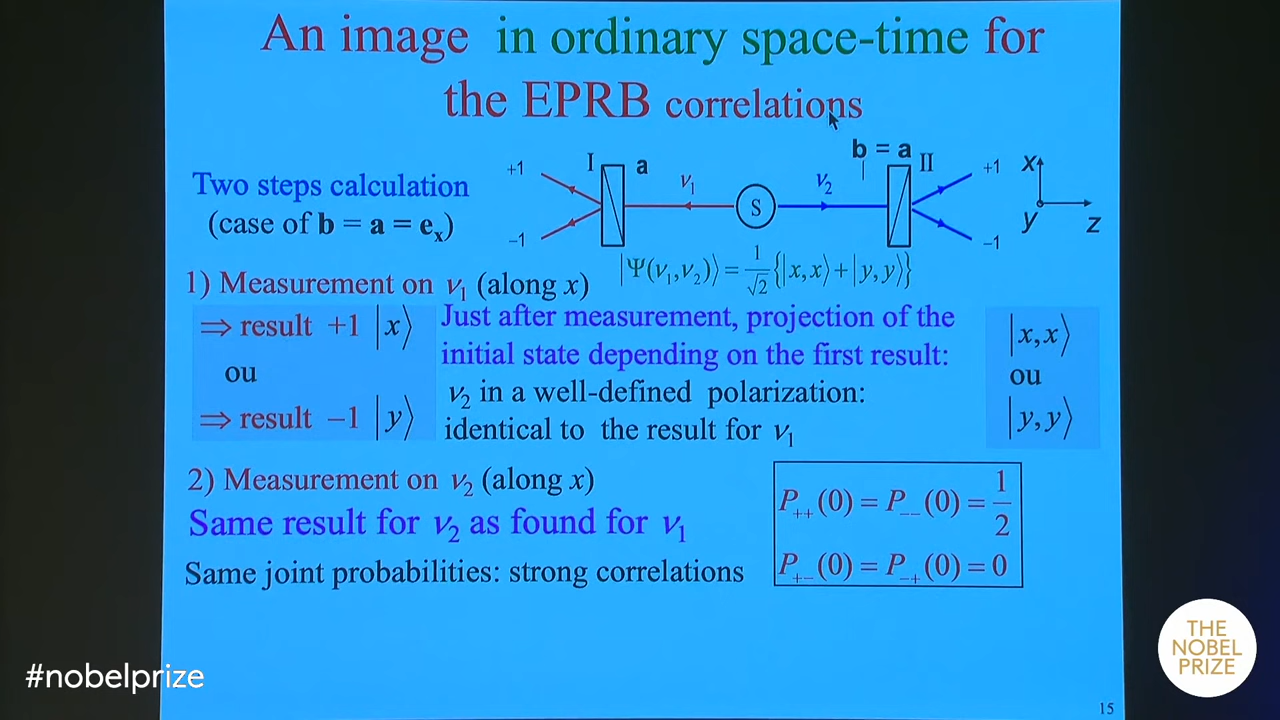 An image in ordinary space-time for
the EPRB correlations
Two steps calculation
(case of b = a = eₓ)
+1
I
a
ν₁
S
ν₂
b = a
II
+1
x
−1
−1
y
z
|Ψ(ν₁,ν₂)⟩ = 1/√2 {|x,x⟩ + |y,y⟩}
1) Measurement on ν₁ (along x)
⇒ result +1 |x⟩
ou
⇒ result −1 |y⟩
Just after measurement, projection of the
initial state depending on the first result:
ν₂ in a well-defined polarization:
identical to the result for ν₁
|x,x⟩
ou
|y,y⟩
2) Measurement on ν₂ (along x)
Same result for ν₂ as found for ν₁
Same joint probabilities: strong correlations
P₊₊(0) = P₋₋(0) = 1/2
P₊₋(0) = P₋₊(0) = 0
THE
NOBEL
PRIZE
#nobelprize
15